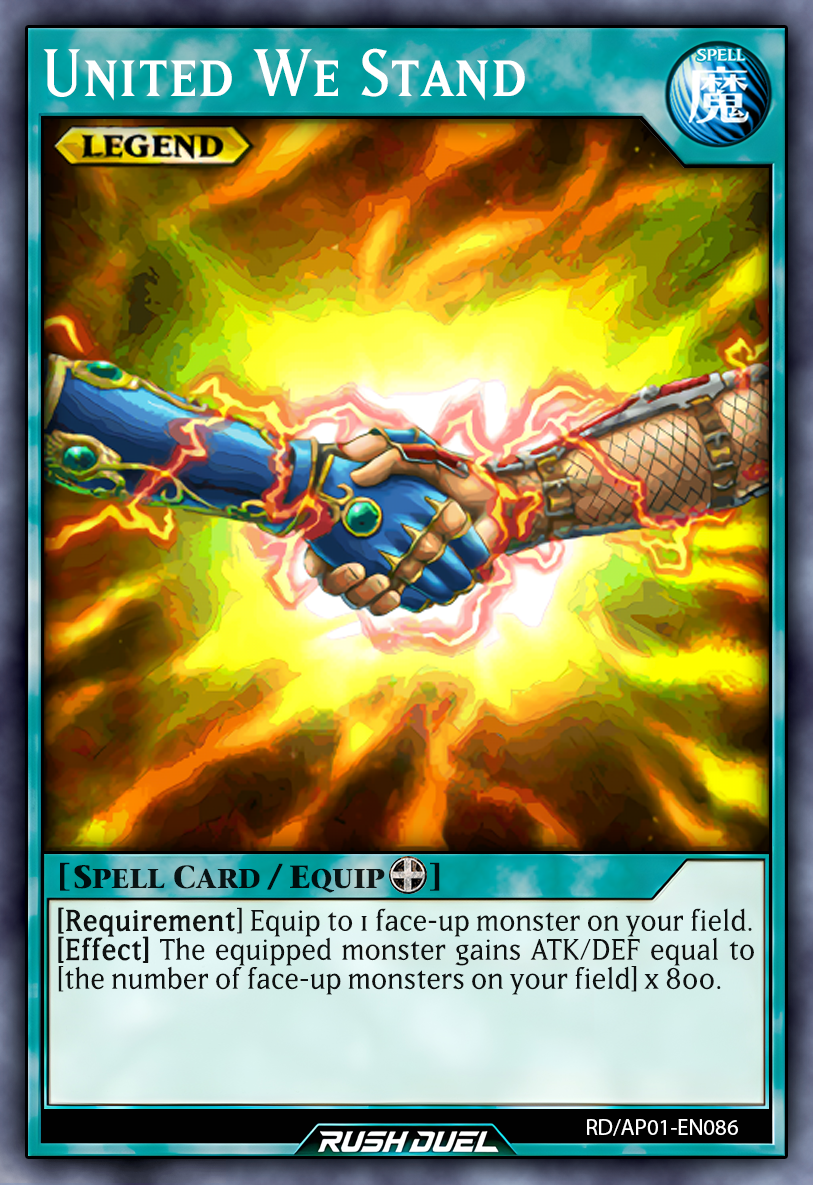 United We Stand
SPELL
魔
LEGEND
[Spell Card / Equip]
[Requirement] Equip to 1 face-up monster on your field.
[Effect] The equipped monster gains ATK/DEF equal to
[the number of face-up monsters on your field] x 800.
RD/AP01-EN086
RUSH DUEL